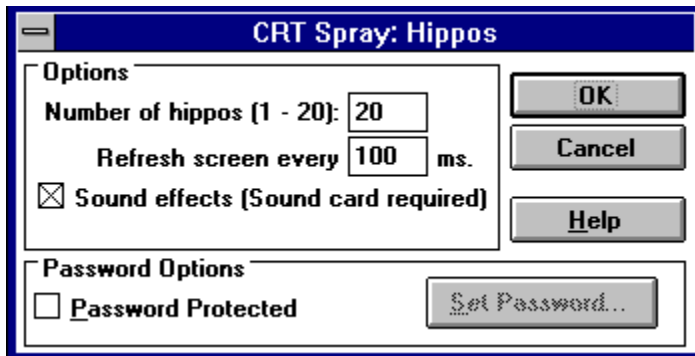 CRT Spray: Hippos
Options
Number of hippos (1 - 20): 20
Refresh screen every 100 ms.
Sound effects (Sound card required)
OK
Cancel
Help
Password Options
Password Protected
Set Password...